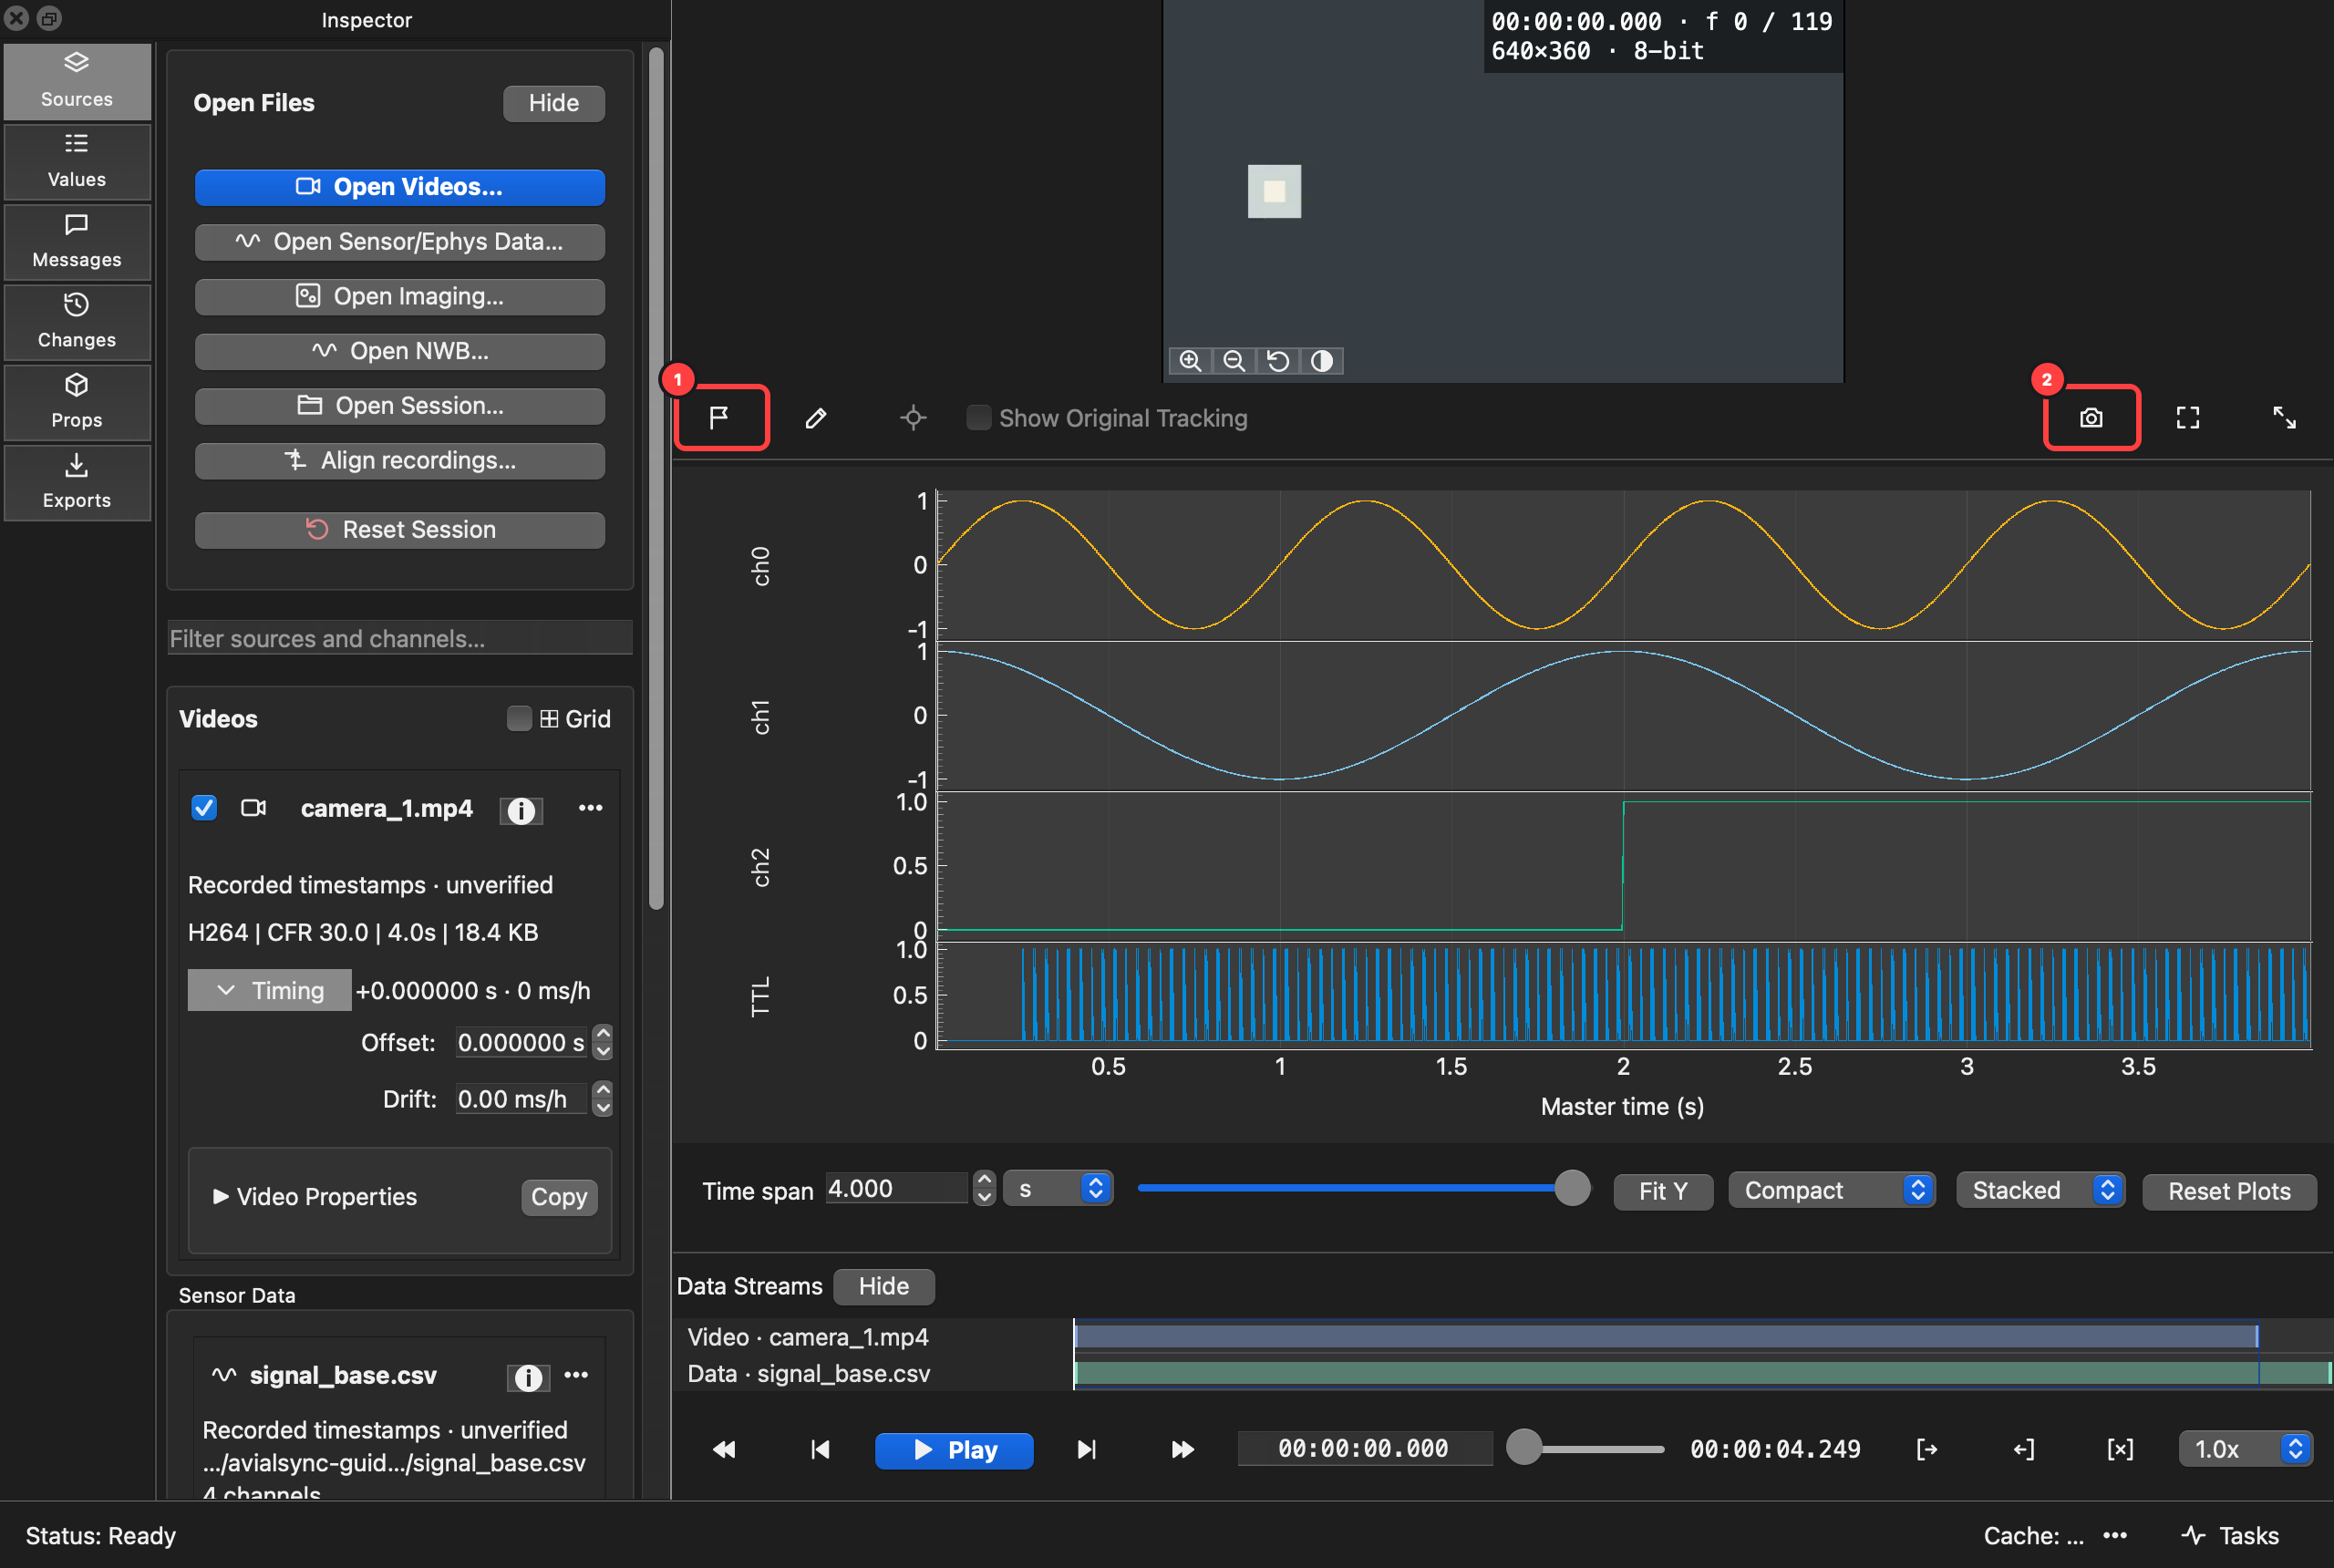 Inspector
Sources
Values
Messages
Changes
Props
Exports
Open Files
Hide
Open Videos...
Open Sensor/Ephys Data...
Open Imaging...
Open NWB...
Open Session...
Align recordings...
Reset Session
Filter sources and channels...
Videos
Grid
camera_1.mp4
Recorded timestamps · unverified
H264 | CFR 30.0 | 4.0s | 18.4 KB
Timing +0.000000 s · 0 ms/h
Offset: 0.000000 s
Drift: 0.00 ms/h
Video Properties
Copy
Sensor Data
signal_base.csv
Recorded timestamps · unverified
.../avialsync-guid.../signal_base.csv
4 channels
00:00:00.000 · f 0 / 119
640×360 · 8-bit
1
Show Original Tracking
2
ch0
1
0
-1
ch1
1
0
-1
ch2
1.0
0.5
0
TTL
1.0
0.5
0
0.5 1 1.5 2 2.5 3 3.5
Master time (s)
Time span 4.000 s
Fit Y
Compact
Stacked
Reset Plots
Data Streams
Hide
Video · camera_1.mp4
Data · signal_base.csv
Play
00:00:00.000
00:00:04.249
1.0x
Status: Ready
Cache: ...
Tasks